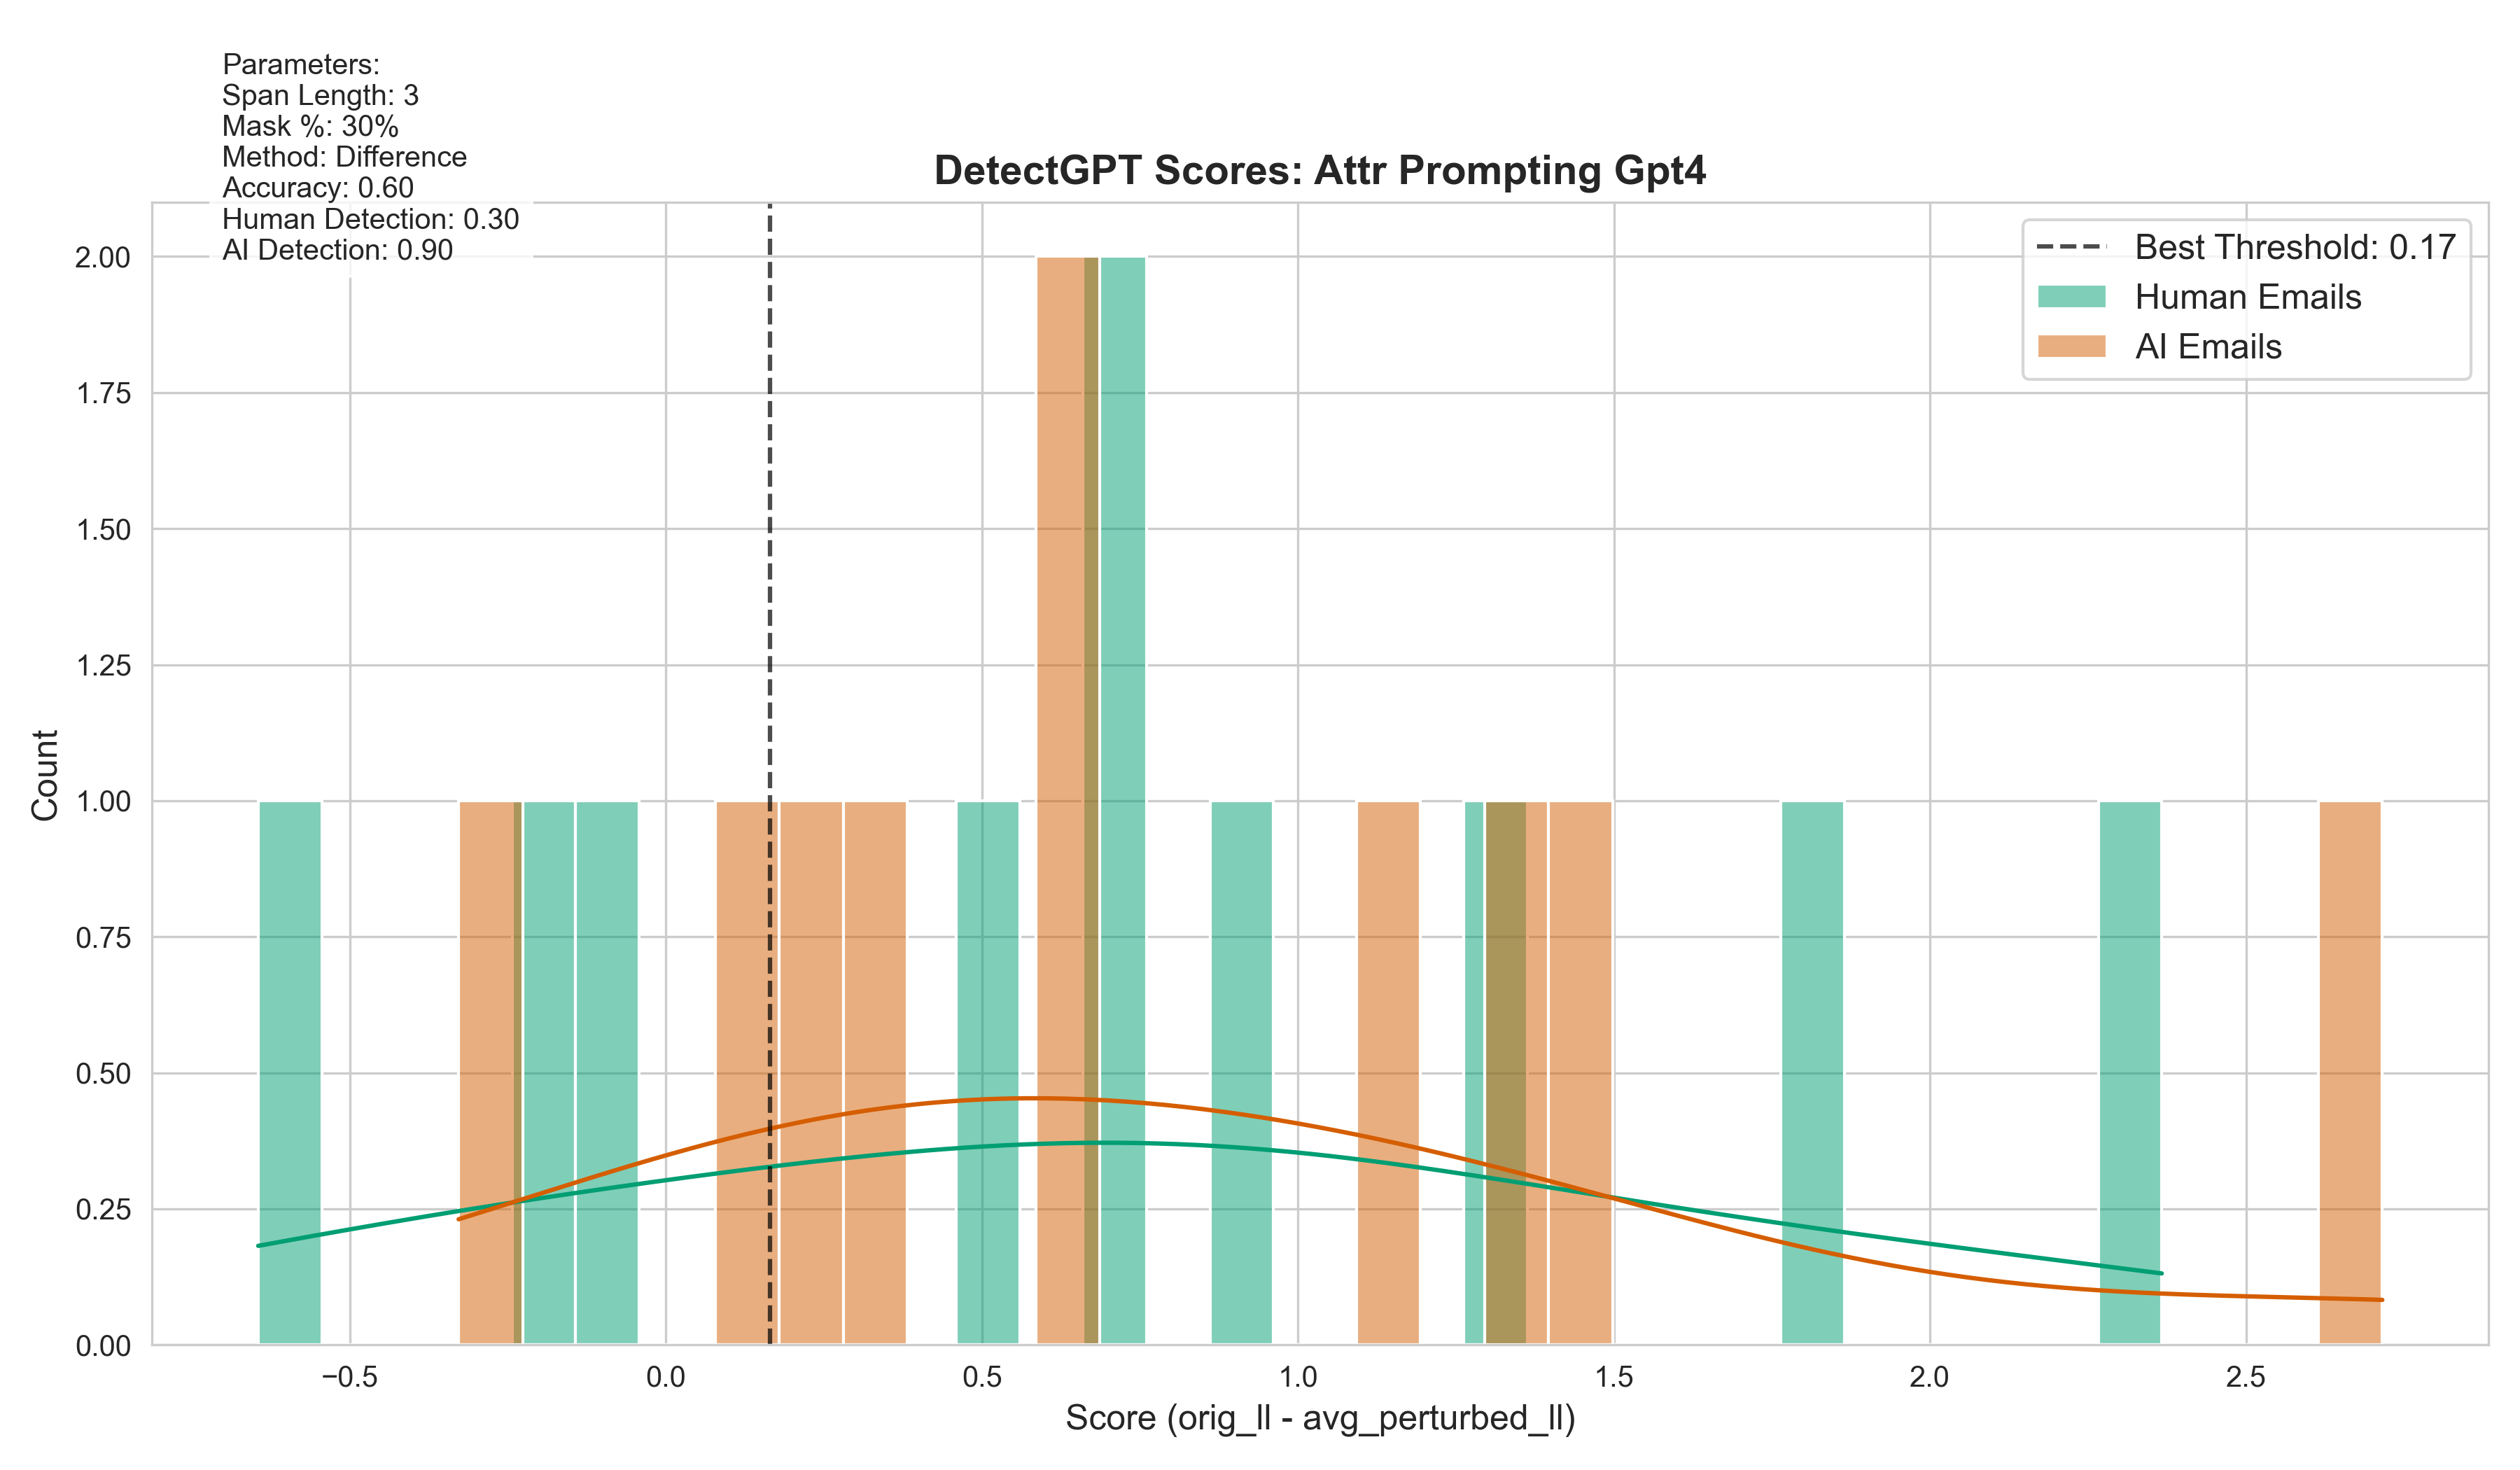 Parameters:
Span Length: 3
Mask %: 30%
Method: Difference
Accuracy: 0.60
Human Detection: 0.30
AI Detection: 0.90
DetectGPT Scores: Attr Prompting Gpt4
Best Threshold: 0.17
Human Emails
AI Emails
2.00
1.75
1.50
1.25
1.00
0.75
0.50
0.25
0.00
Count
−0.5 0.0 0.5 1.0 1.5 2.0 2.5
Score (orig_ll - avg_perturbed_ll)